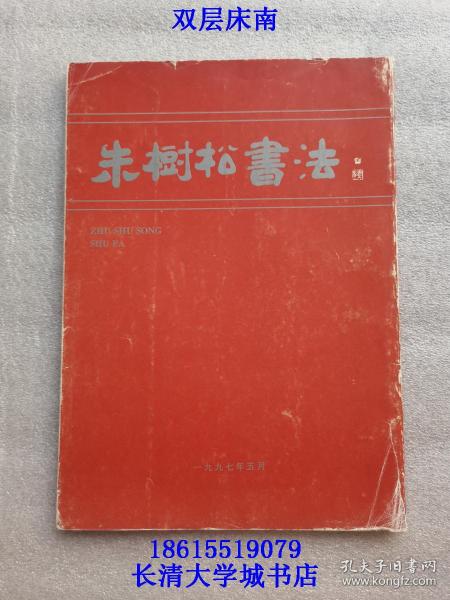 双层床南
朱樹松書法
ZHU SHU SONG
SHU FA
一九九七年五月
18615519079
长清大学城书店
孔夫子旧书网
www.kongfz.com